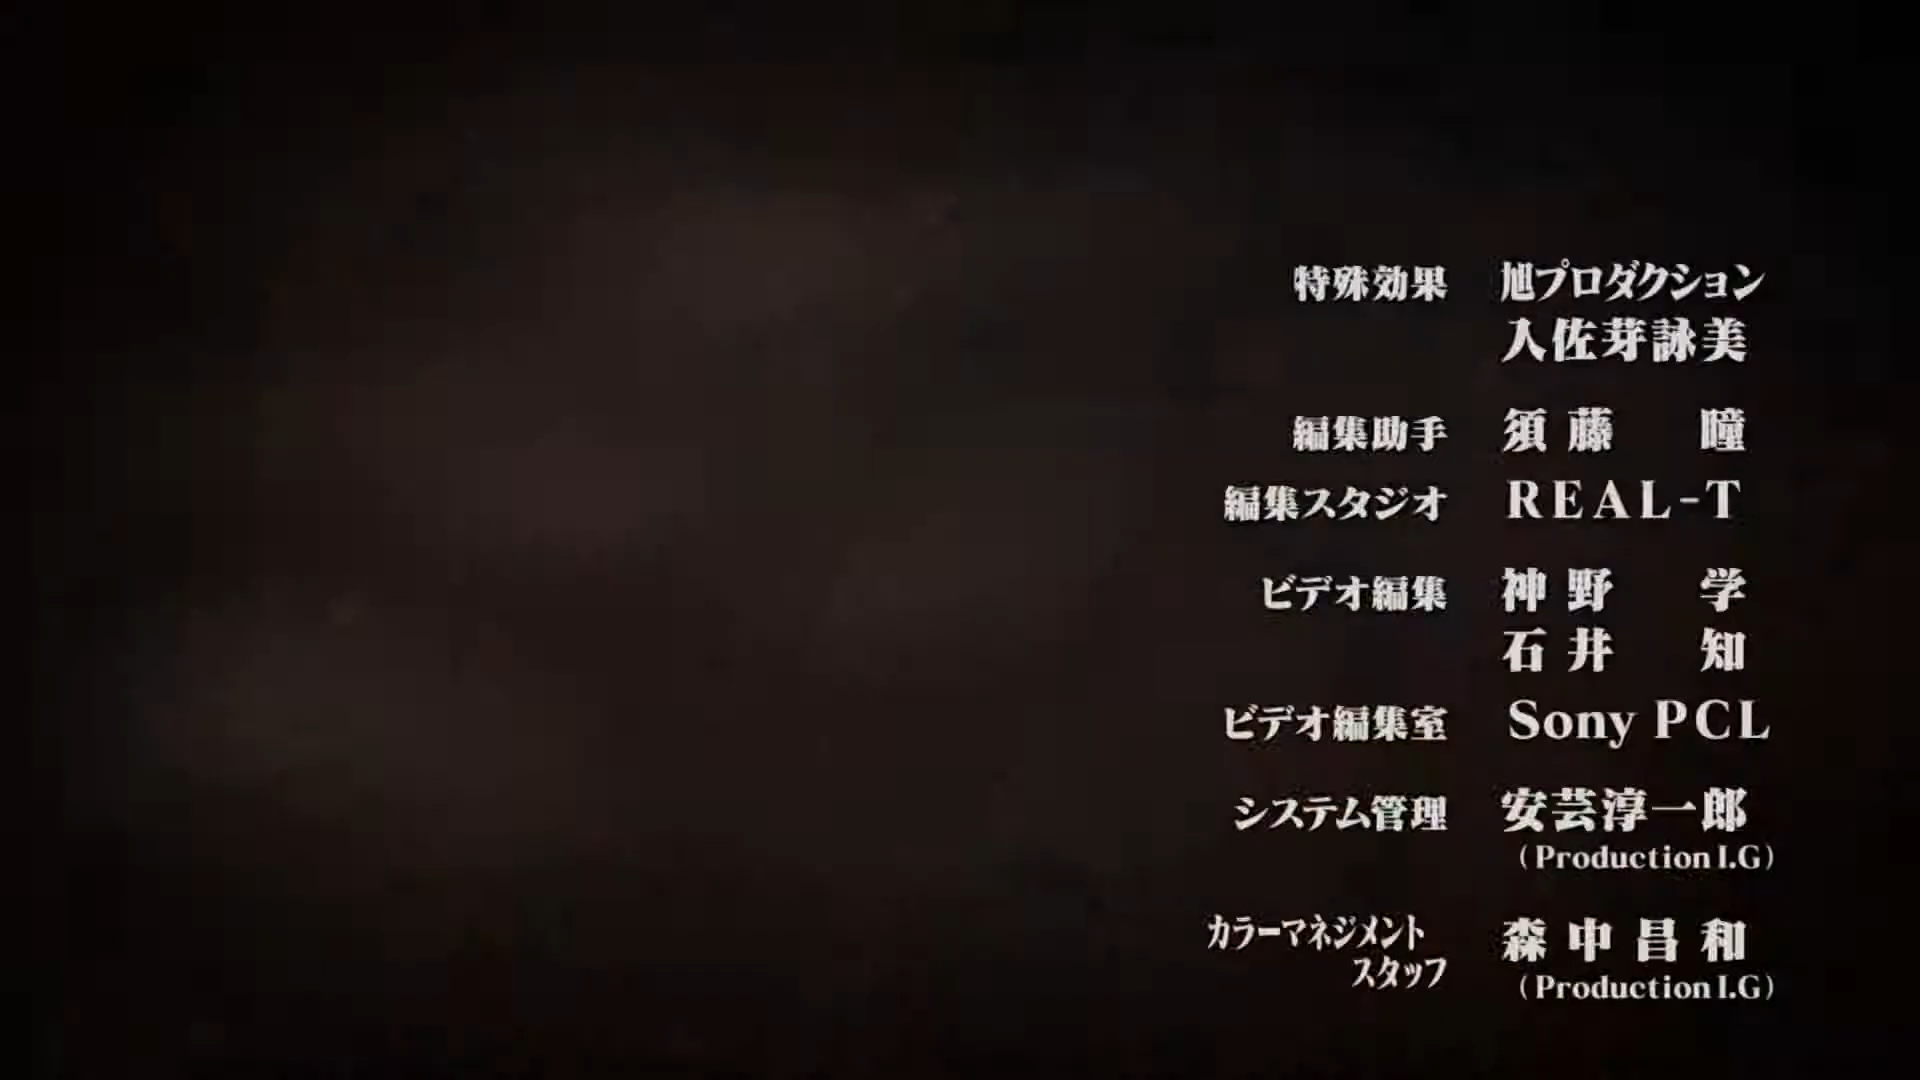 特殊効果 旭プロダクション
入佐芽詠美
編集助手 須藤 瞳
編集スタジオ REAL-T
ビデオ編集 神野 学
石井 知
ビデオ編集室 Sony PCL
システム管理 安芸淳一郎
(Production I.G)
カラーマネジメント
スタッフ 森中昌和
(Production I.G)